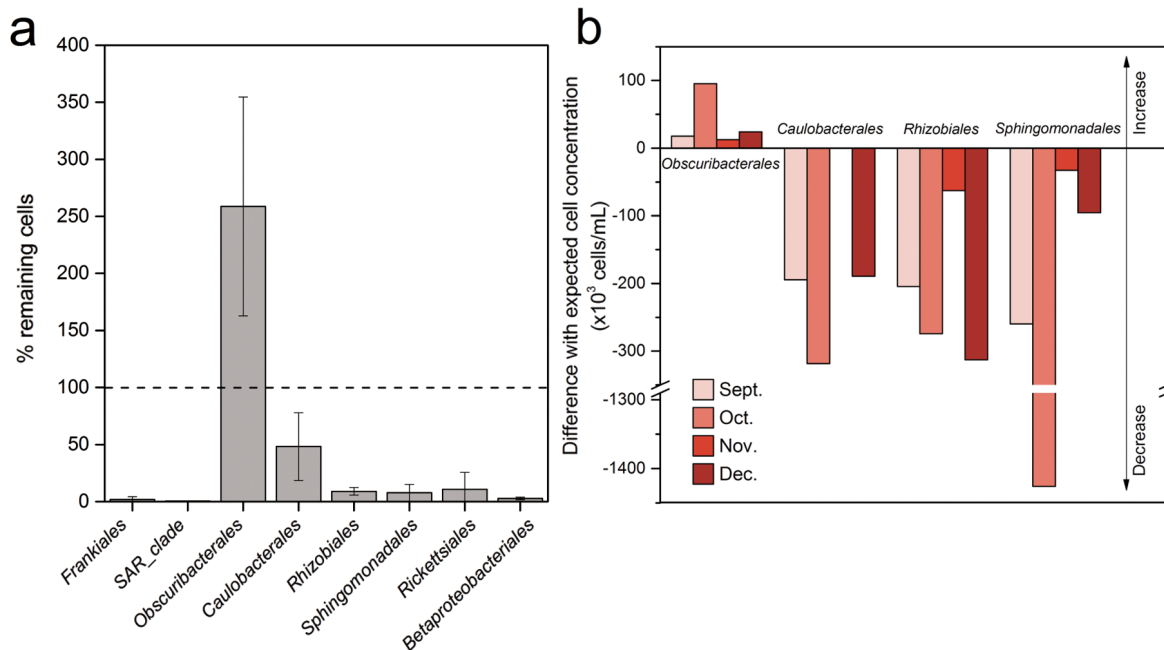 a
% remaining cells
400
350
300
250
200
150
100
50
0
Frankiales
SAR_clade
Obscuribacterales
Caulobacterales
Rhizobiales
Sphingomonadales
Rickettsiales
Betaproteobacteriales
b
Difference with expected cell concentration
(x10³ cells/mL)
100
0
-100
-200
-300
-1300
-1400
Obscuribacterales
Caulobacterales
Rhizobiales
Sphingomonadales
Increase
Decrease
Sept.
Oct.
Nov.
Dec.